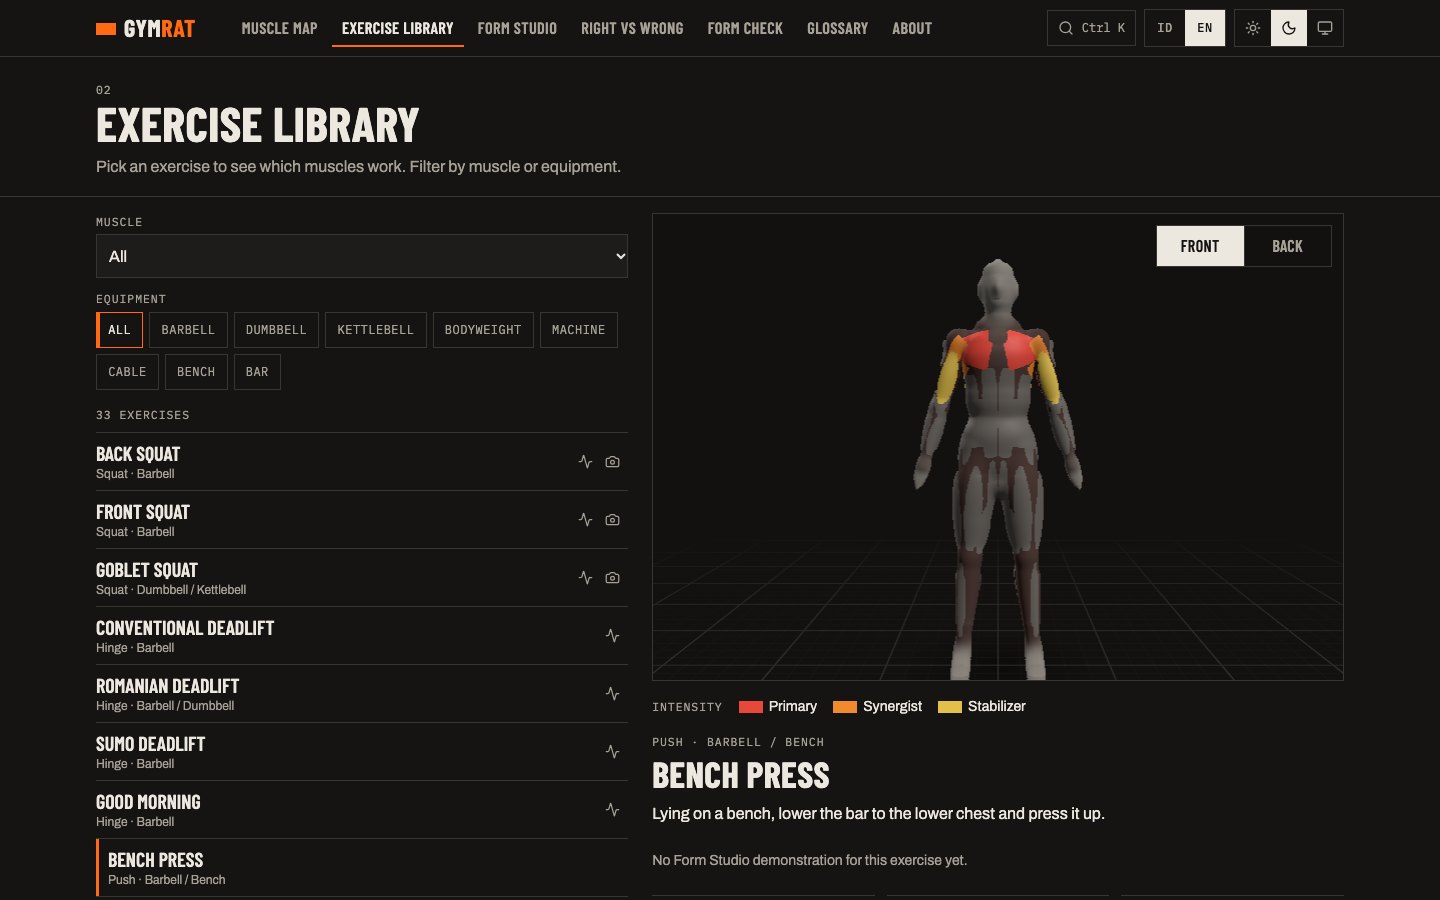 GYMRAT
MUSCLE MAP
EXERCISE LIBRARY
FORM STUDIO
RIGHT VS WRONG
FORM CHECK
GLOSSARY
ABOUT
Ctrl K
ID
EN
02
EXERCISE LIBRARY
Pick an exercise to see which muscles work. Filter by muscle or equipment.
MUSCLE
All
EQUIPMENT
ALL
BARBELL
DUMBBELL
KETTLEBELL
BODYWEIGHT
MACHINE
CABLE
BENCH
BAR
33 EXERCISES
BACK SQUAT
Squat · Barbell
FRONT SQUAT
Squat · Barbell
GOBLET SQUAT
Squat · Dumbbell / Kettlebell
CONVENTIONAL DEADLIFT
Hinge · Barbell
ROMANIAN DEADLIFT
Hinge · Barbell / Dumbbell
SUMO DEADLIFT
Hinge · Barbell
GOOD MORNING
Hinge · Barbell
BENCH PRESS
Push · Barbell / Bench
FRONT
BACK
INTENSITY
Primary
Synergist
Stabilizer
PUSH · BARBELL / BENCH
BENCH PRESS
Lying on a bench, lower the bar to the lower chest and press it up.
No Form Studio demonstration for this exercise yet.